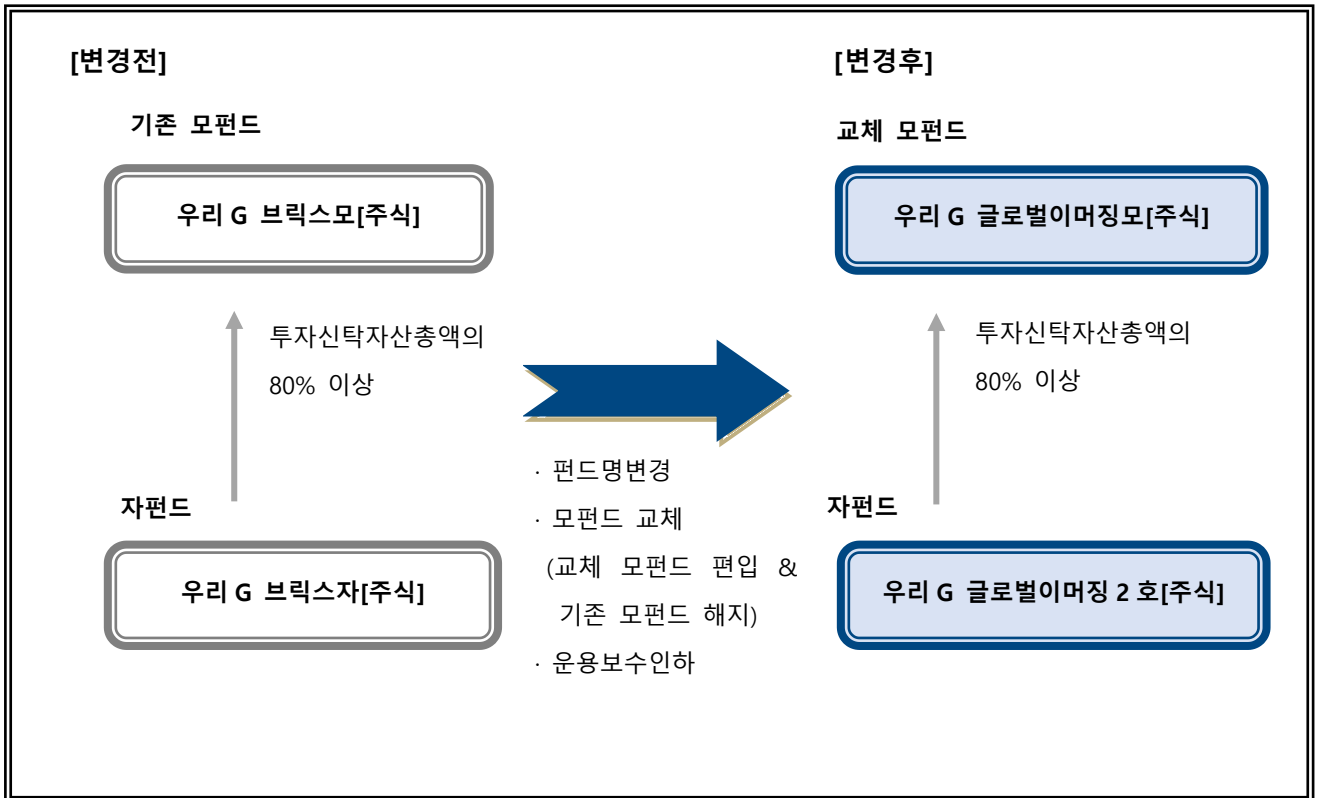 [변경전]
기존 모펀드
우리 G 브릭스모[주식]
투자신탁자산총액의
80% 이상
자펀드
우리 G 브릭스자[주식]
· 펀드명변경
· 모펀드 교체
(교체 모펀드 편입 &
기존 모펀드 해지)
· 운용보수인하
[변경후]
교체 모펀드
우리 G 글로벌이머징모[주식]
투자신탁자산총액의
80% 이상
자펀드
우리 G 글로벌이머징 2 호[주식]